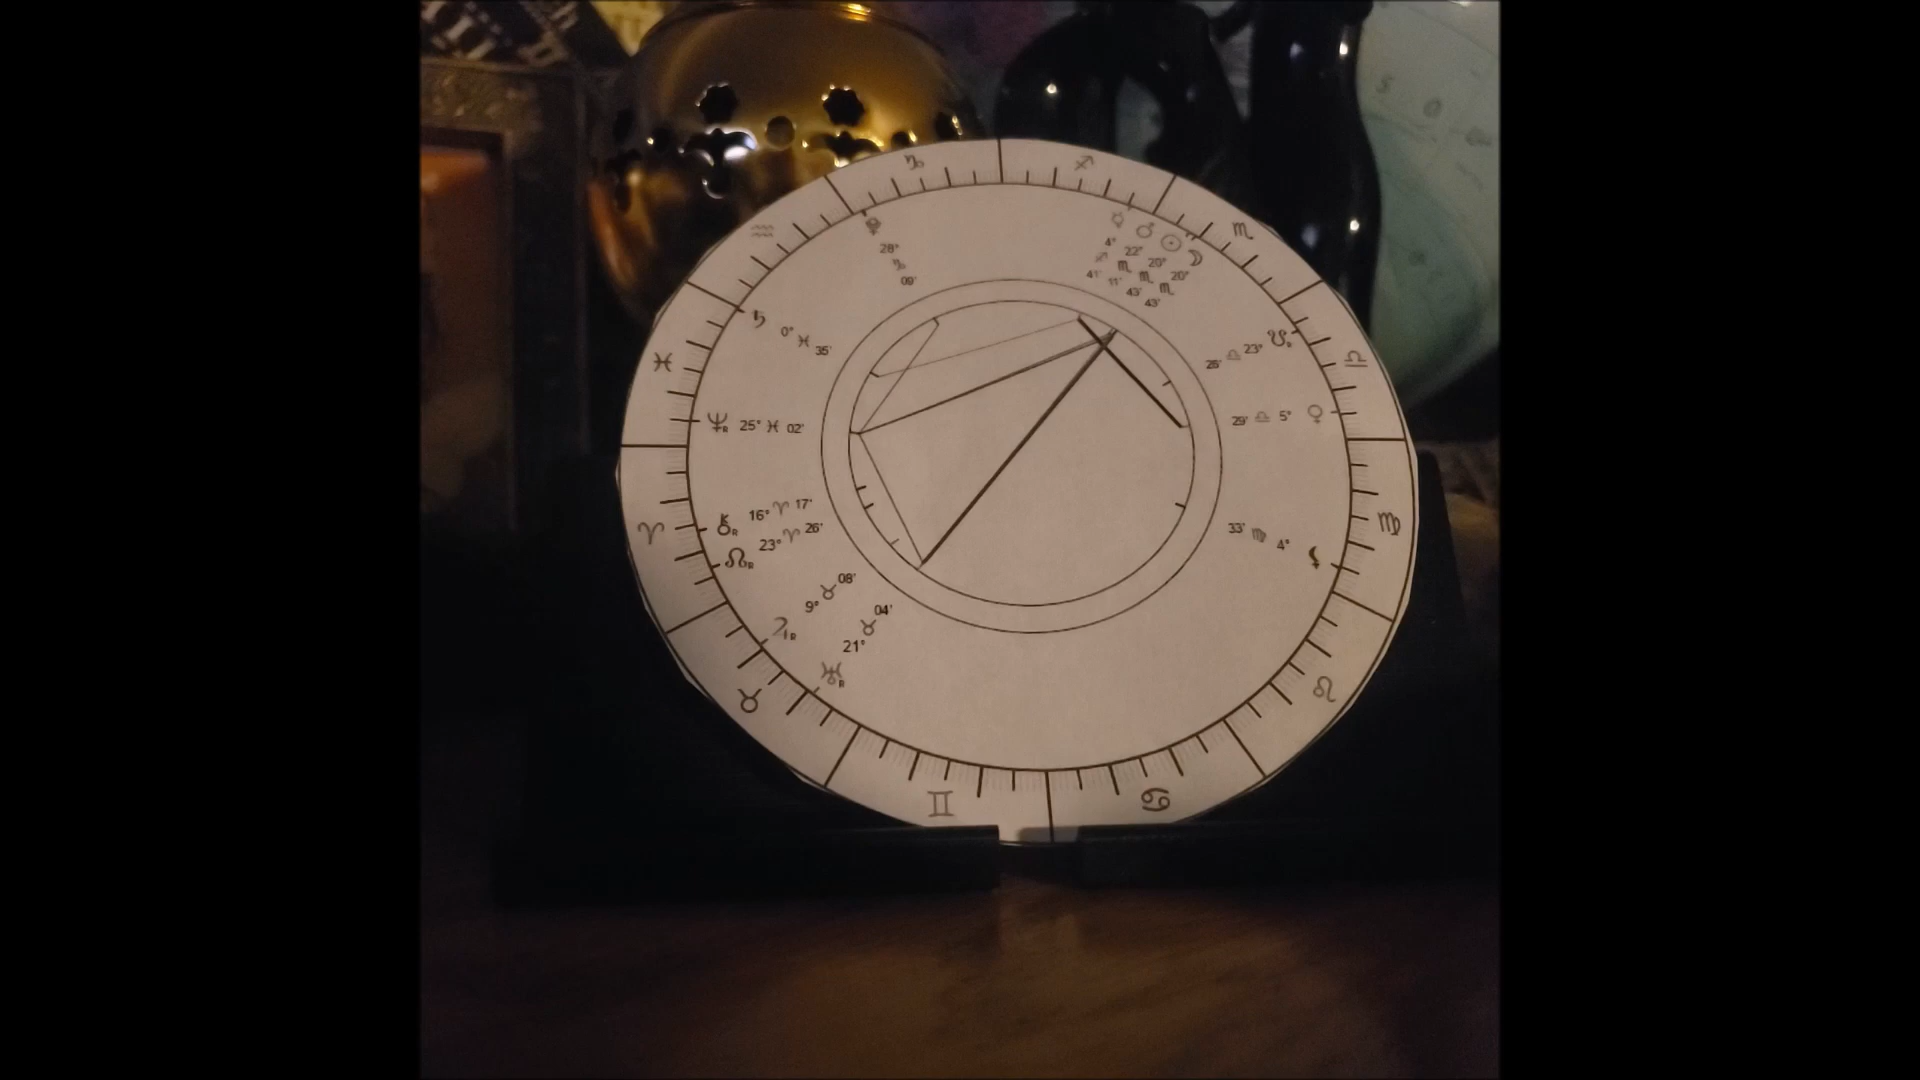 ♑ ♐
♒ ♏
28° ♑ 09'
☿ 4° ♐ 41'
♂ 22° ♏ 11'
☉ 20° ♏ 43'
☽ 20° ♏ 43'
♄ 0° ♓ 35'
26' ♎ 23° ☋R
♓ ♎
♆R 25° ♓ 02'
29' ♎ 5° ♀
⚷R 16° ♈ 17'
♈ ♍
☊R 23° ♈ 26'
33' ♍ 4° ⚸
♃R 9° ♉ 08'
♅R 21° ♉ 04'
♉ ♌
♊ ♋